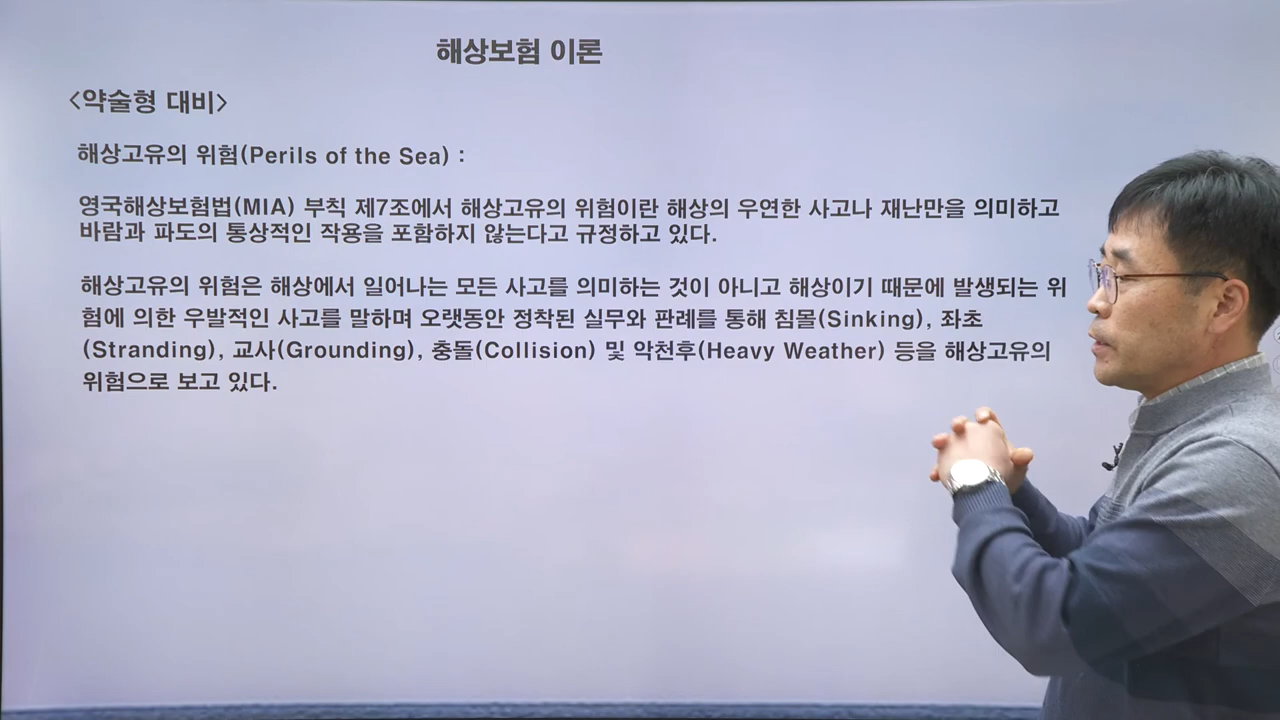 해상보험 이론
<약술형 대비>
해상고유의 위험(Perils of the Sea) :
영국해상보험법(MIA) 부칙 제7조에서 해상고유의 위험이란 해상의 우연한 사고나 재난만을 의미하고
바람과 파도의 통상적인 작용을 포함하지 않는다고 규정하고 있다.
해상고유의 위험은 해상에서 일어나는 모든 사고를 의미하는 것이 아니고 해상이기 때문에 발생되는 위
험에 의한 우발적인 사고를 말하며 오랫동안 정착된 실무와 판례를 통해 침몰(Sinking), 좌초
(Stranding), 교사(Grounding), 충돌(Collision) 및 악천후(Heavy Weather) 등을 해상고유의
위험으로 보고 있다.